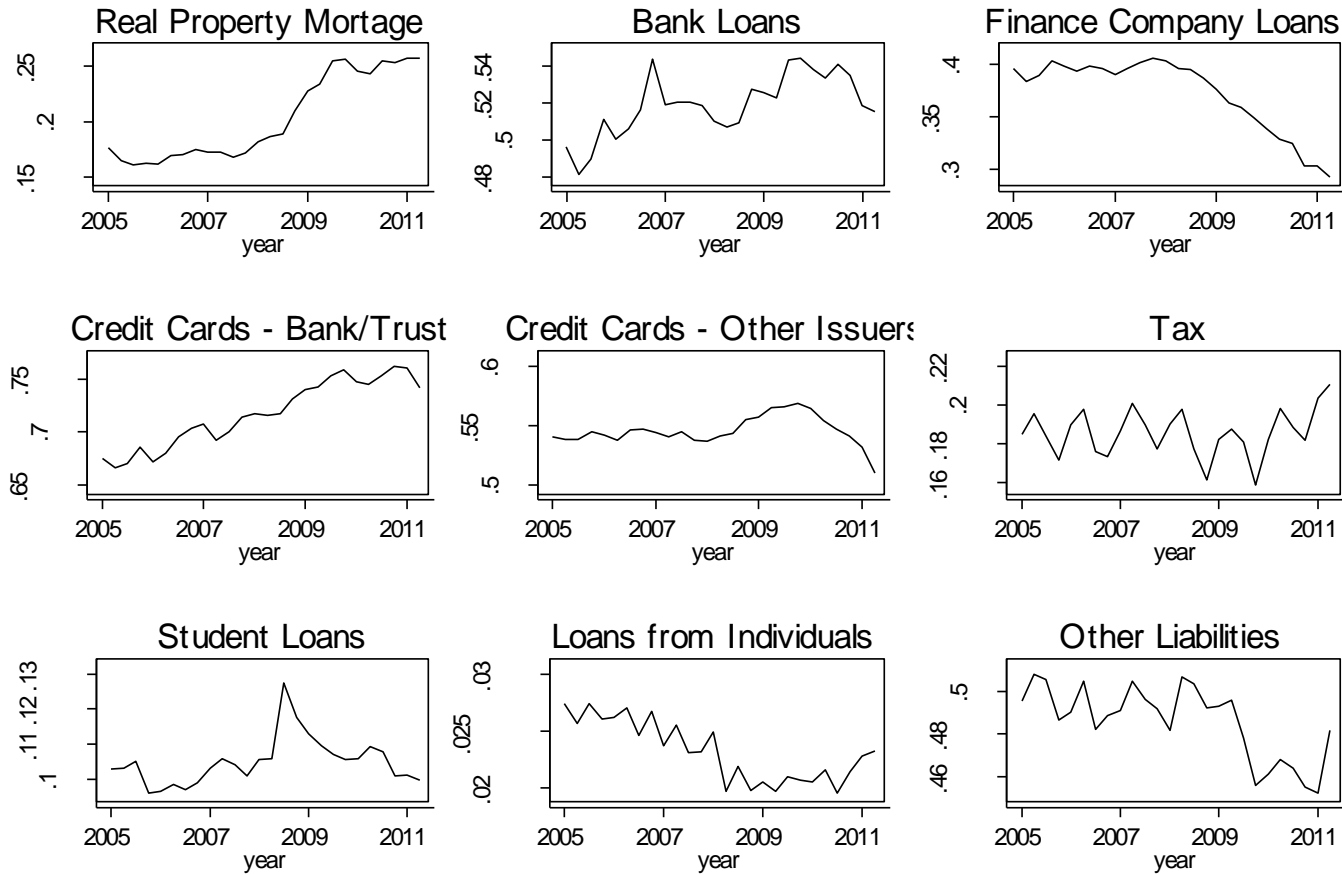 Real Property Mortage
.15 .2 .25
2005 2007 2009 2011
year
Bank Loans
.48 .5 .52 .54
2005 2007 2009 2011
year
Finance Company Loans
.3 .35 .4
2005 2007 2009 2011
year
Credit Cards - Bank/Trust
.65 .7 .75
2005 2007 2009 2011
year
Credit Cards - Other Issuers
.5 .55 .6
2005 2007 2009 2011
year
Tax
.16 .18 .2 .22
2005 2007 2009 2011
year
Student Loans
.1 .11 .12 .13
2005 2007 2009 2011
year
Loans from Individuals
.02 .025 .03
2005 2007 2009 2011
year
Other Liabilities
.46 .48 .5
2005 2007 2009 2011
year